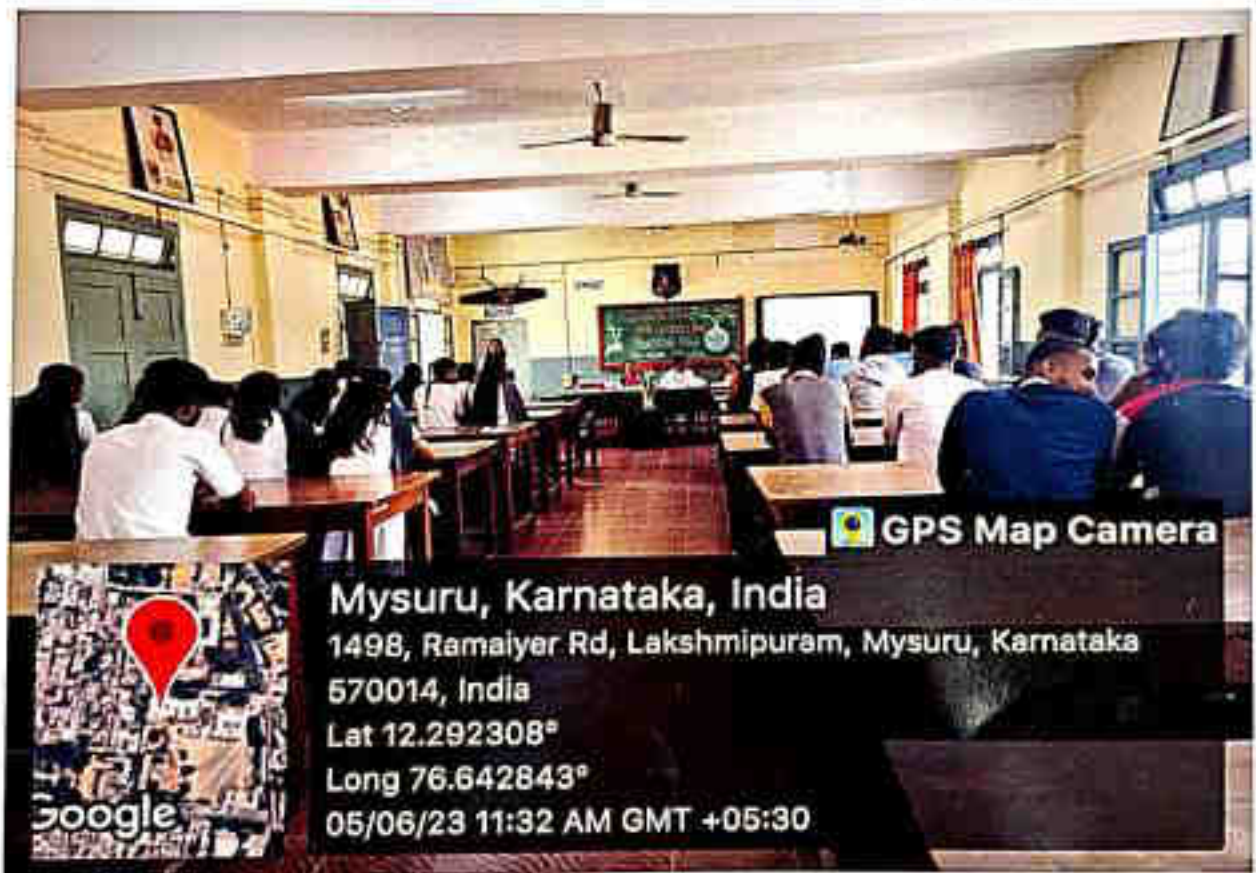 GPS Map Camera
Mysuru, Karnataka, India
1498, Ramaiyer Rd, Lakshmipuram, Mysuru, Karnataka
570014, India
Lat 12.292308°
Long 76.642843°
05/06/23 11:32 AM GMT +05:30
Google